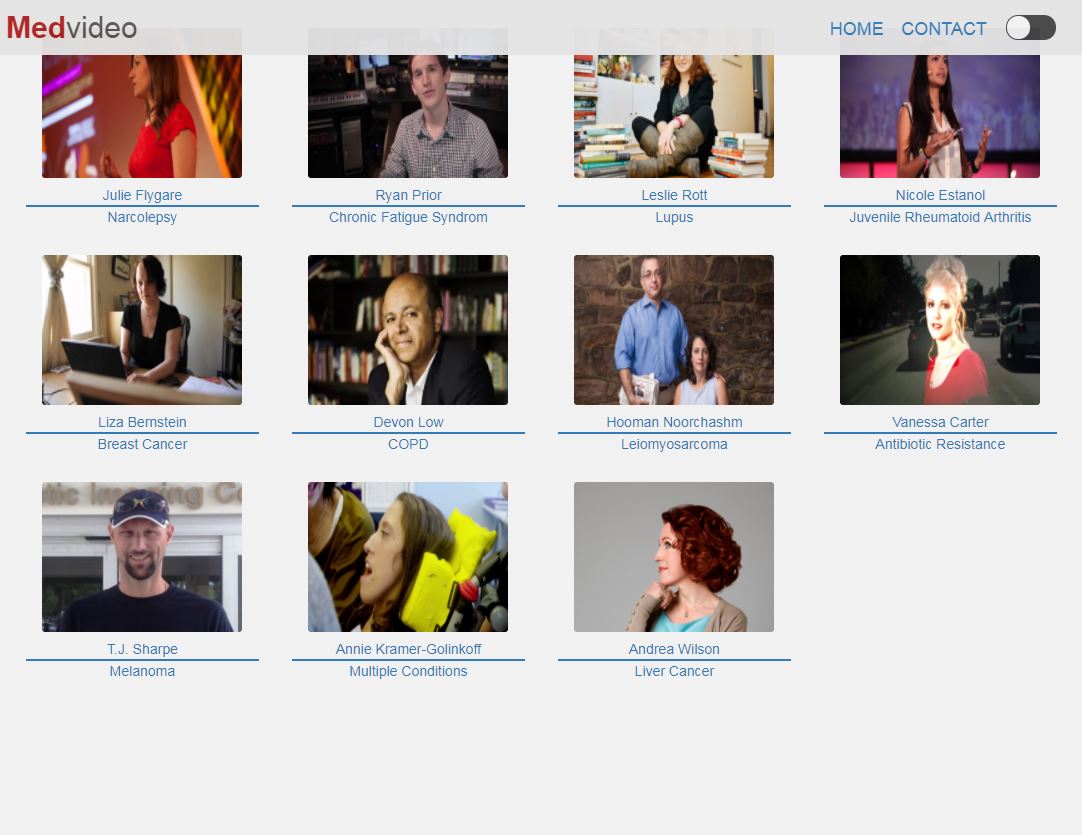 Medvideo
HOME CONTACT
Julie Flygare
Narcolepsy
Ryan Prior
Chronic Fatigue Syndrom
Leslie Rott
Lupus
Nicole Estanol
Juvenile Rheumatoid Arthritis
Liza Bernstein
Breast Cancer
Devon Low
COPD
Hooman Noorchashm
Leiomyosarcoma
Vanessa Carter
Antibiotic Resistance
T.J. Sharpe
Melanoma
Annie Kramer-Golinkoff
Multiple Conditions
Andrea Wilson
Liver Cancer